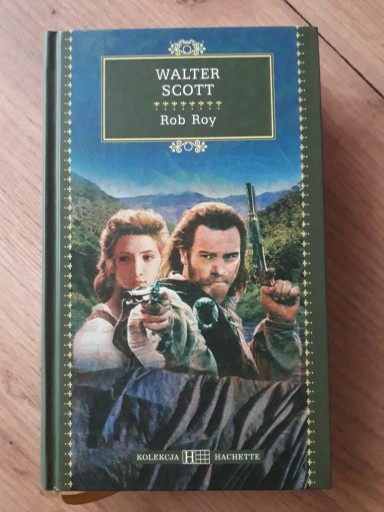 WALTER
SCOTT
Rob Roy
KOLEKCJA H HACHETTE